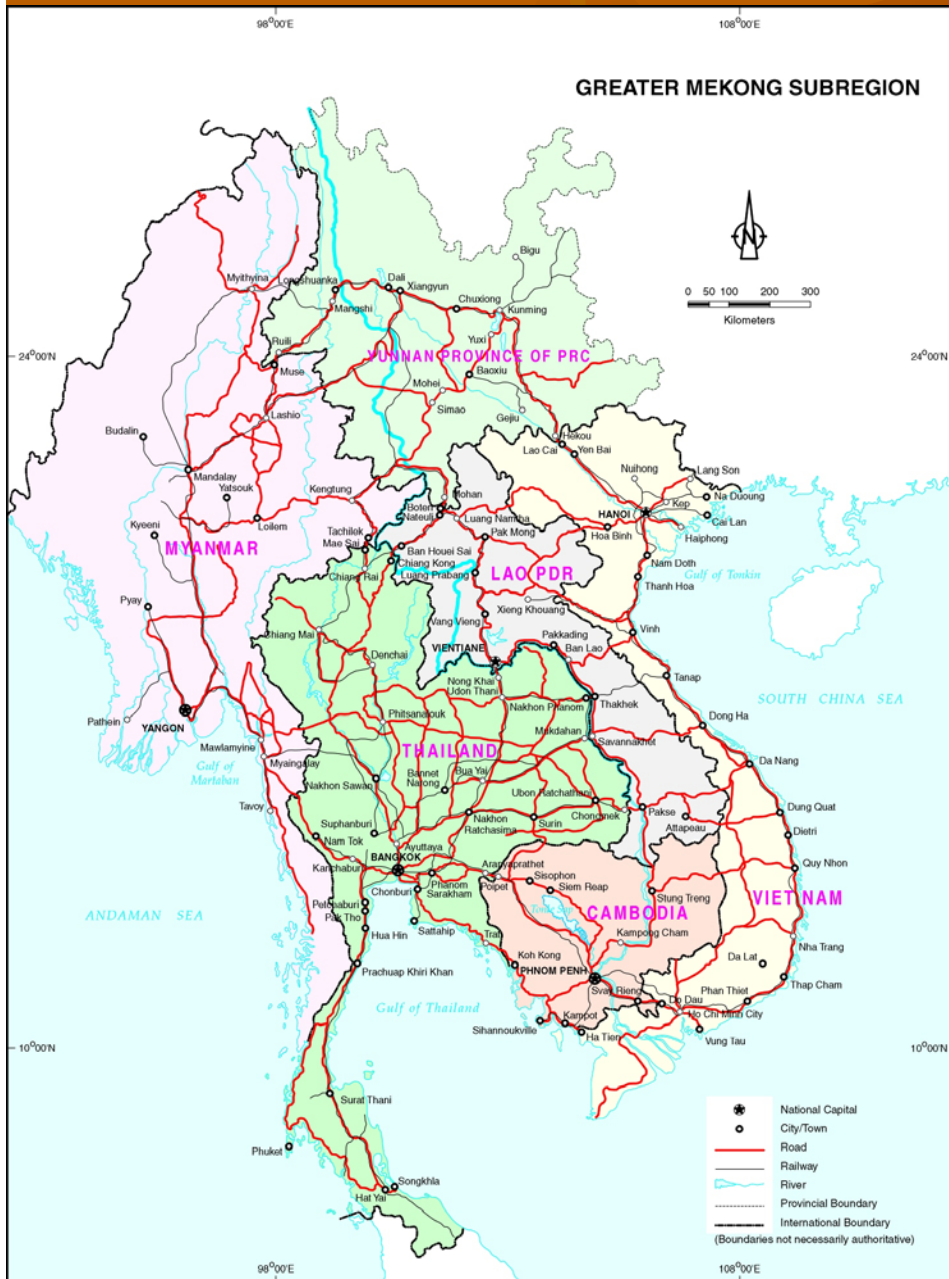 98°00'E
108°00'E
GREATER MEKONG SUBREGION
N
0 50 100 200 300
Kilometers
Bigu
Myithyina
Longshuanka
Dali
Xiangyun
Mangshi
Chuxiong
Kunming
Ruili
Yuxi
24°00'N
YUNNAN PROVINCE OF PRC
24°00'N
Muse
Baoxiu
Mohei
Simao
Gejiu
Lashio
Budalin
Hekou
Lao Cai
Yen Bai
Mandalay
Nuihong
Lang Son
Yatsouk
Kengtung
Mohan
Na Duoung
Kep
Boten
Nateuli
HANOI
Cai Lan
Kyeeni
Loilem
Luang Namtha
Tachilek
Mae Sai
Pak Mong
Hoa Binh
Haiphong
MYANMAR
Ban Houei Sai
Chiang Kong
Nam Doth
Chiang Rai
Luang Prabang
LAO PDR
Gulf of Tonkin
Thanh Hoa
Pyay
Xieng Khouang
Vang Vieng
Chiang Mai
Vinh
Pakkading
VIENTIANE
Ban Lao
Denchai
Nong Khai
Udon Thani
Tanap
Nakhon Phanom
Thakhek
SOUTH CHINA SEA
Pathein
YANGON
Phitsanalouk
Dong Ha
Mukdahan
Savannakhet
Mawlamyine
THAILAND
Myaingalay
Gulf of
Martaban
Bannet
Narong
Bua Yai
Da Nang
Nakhon Sawan
Ubon Ratchathani
Tavoy
Chongmek
Pakse
Dung Quat
Suphanburi
Nakhon
Ratchasima
Surin
Attapeau
Nam Tok
Dietri
Ayuttaya
BANGKOK
Kanchaburi
Aranyaprathet
Quy Nhon
Poipet
Sisophon
Phanom
Sarakham
Chonburi
Siem Reap
Stung Treng
VIET NAM
Petchaburi
Pak Tho
Tonle Sap
CAMBODIA
ANDAMAN SEA
Sattahip
Hua Hin
Trat
Kampong Cham
Nha Trang
Koh Kong
Da Lat
Prachuap Khiri Khan
PHNOM PENH
Thap Cham
Svay Rieng
Phan Thiet
Do Dau
Gulf of Thailand
Ho Chi Minh City
Sihannoukville
Kampot
Ha Tien
Vung Tau
10°00'N
10°00'N
Surat Thani
National Capital
City/Town
Phuket
Road
Railway
Songkhla
River
Hat Yai
Provincial Boundary
International Boundary
(Boundaries not necessarily authoritative)
98°00'E
108°00'E